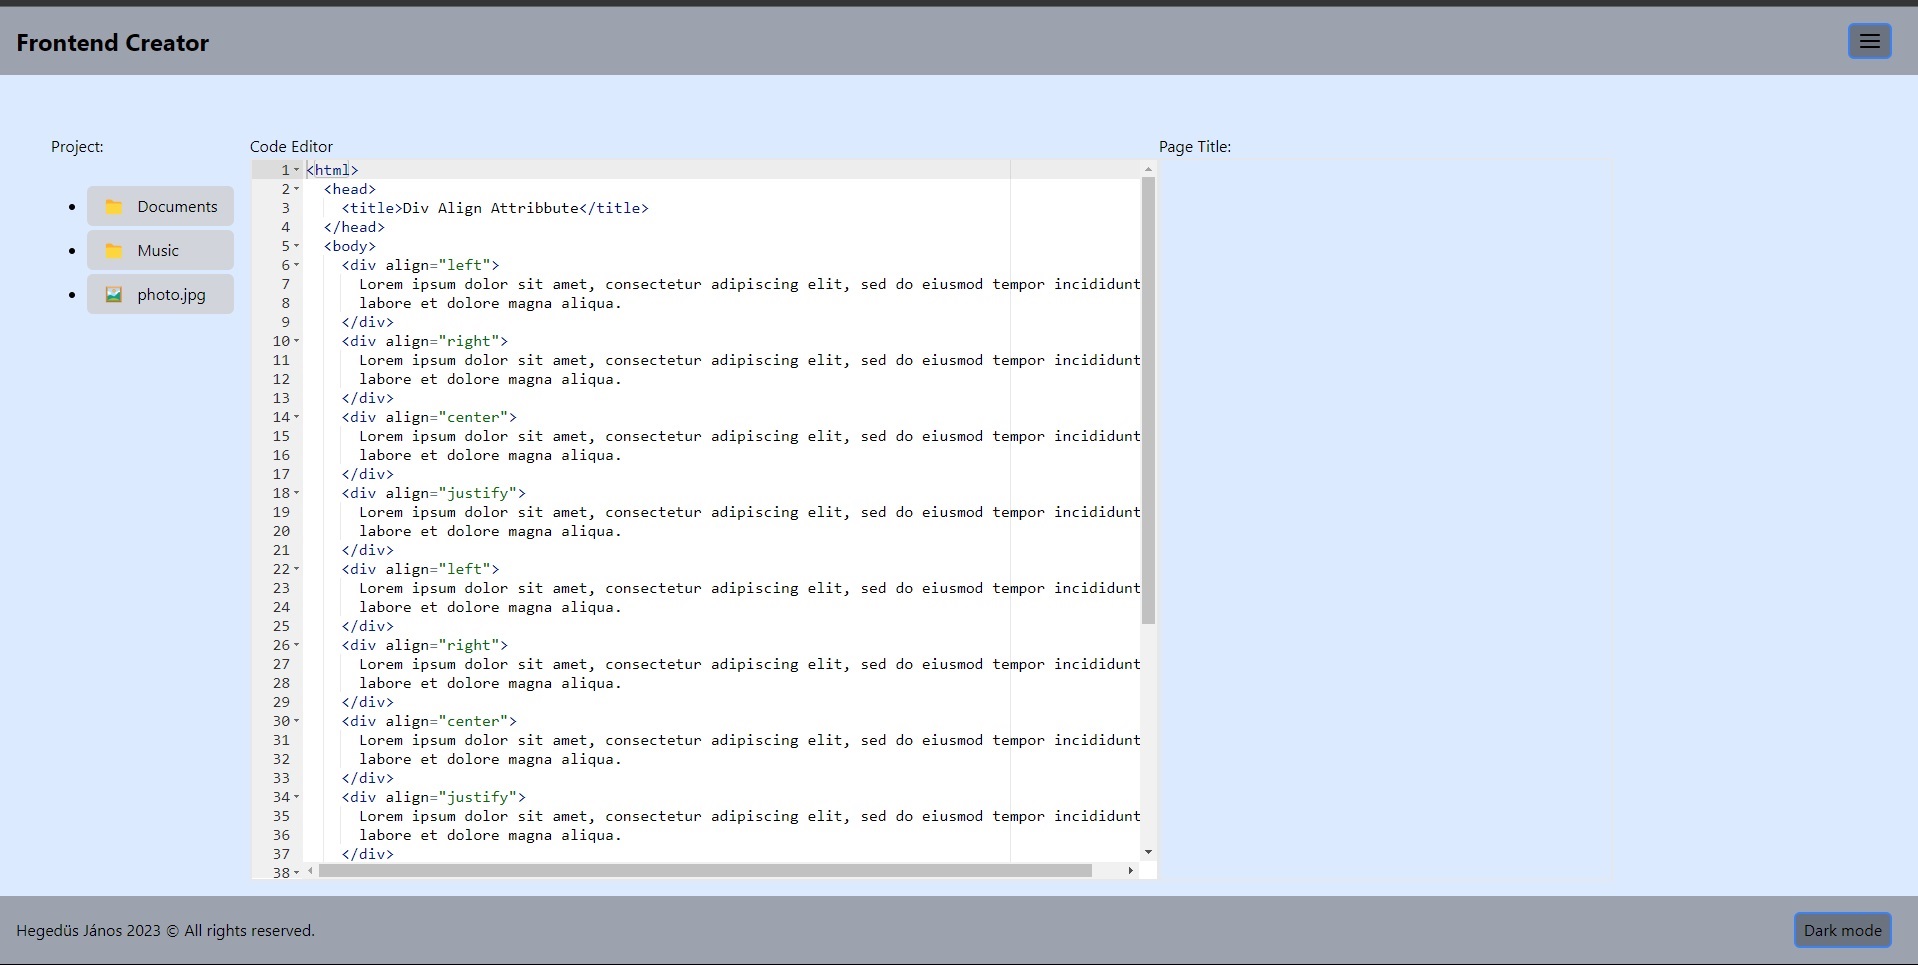 Frontend Creator
Project:
Documents
Music
photo.jpg
Code Editor
1 <html>
2 <head>
3 <title>Div Align Attribbute</title>
4 </head>
5 <body>
6 <div align="left">
7 Lorem ipsum dolor sit amet, consectetur adipiscing elit, sed do eiusmod tempor incididunt
8 labore et dolore magna aliqua.
9 </div>
10 <div align="right">
11 Lorem ipsum dolor sit amet, consectetur adipiscing elit, sed do eiusmod tempor incididunt
12 labore et dolore magna aliqua.
13 </div>
14 <div align="center">
15 Lorem ipsum dolor sit amet, consectetur adipiscing elit, sed do eiusmod tempor incididunt
16 labore et dolore magna aliqua.
17 </div>
18 <div align="justify">
19 Lorem ipsum dolor sit amet, consectetur adipiscing elit, sed do eiusmod tempor incididunt
20 labore et dolore magna aliqua.
21 </div>
22 <div align="left">
23 Lorem ipsum dolor sit amet, consectetur adipiscing elit, sed do eiusmod tempor incididunt
24 labore et dolore magna aliqua.
25 </div>
26 <div align="right">
27 Lorem ipsum dolor sit amet, consectetur adipiscing elit, sed do eiusmod tempor incididunt
28 labore et dolore magna aliqua.
29 </div>
30 <div align="center">
31 Lorem ipsum dolor sit amet, consectetur adipiscing elit, sed do eiusmod tempor incididunt
32 labore et dolore magna aliqua.
33 </div>
34 <div align="justify">
35 Lorem ipsum dolor sit amet, consectetur adipiscing elit, sed do eiusmod tempor incididunt
36 labore et dolore magna aliqua.
37 </div>
38
Page Title:
Hegedüs János 2023 © All rights reserved.
Dark mode